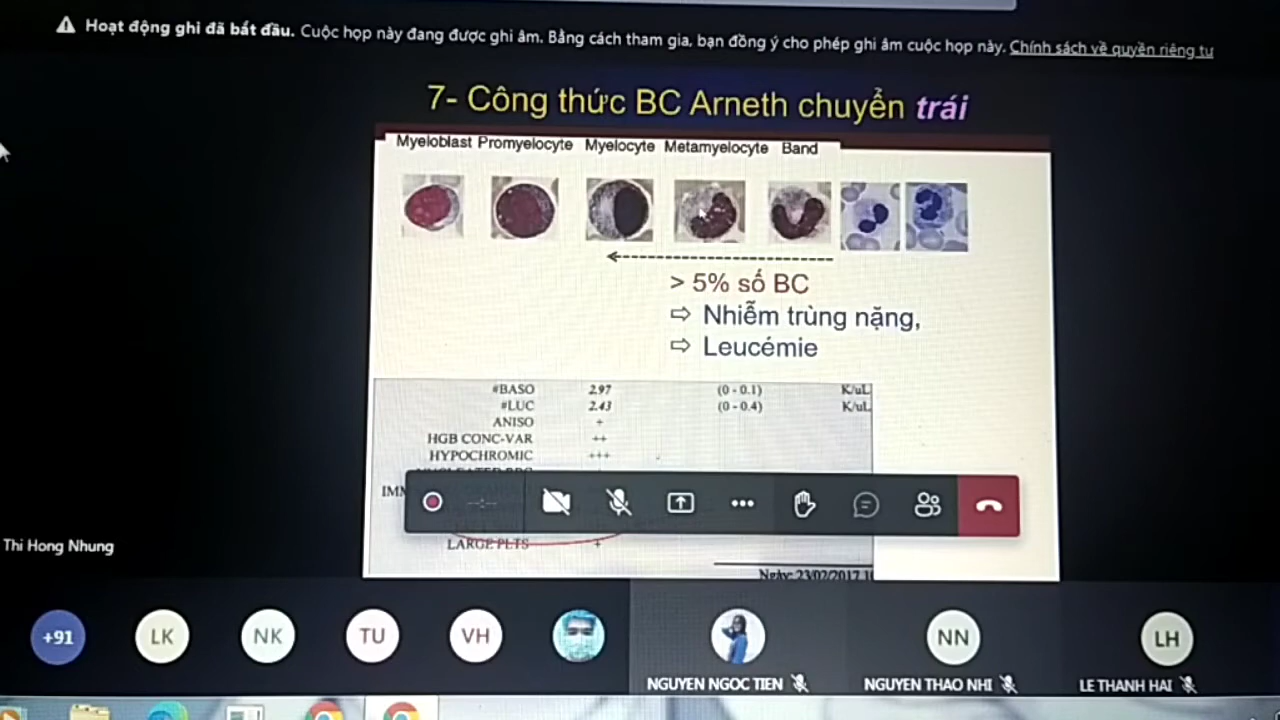 Hoạt động ghi đã bắt đầu. Cuộc họp này đang được ghi âm. Bằng cách tham gia, bạn đồng ý cho phép ghi âm cuộc họp này. Chính sách về quyền riêng tư
7- Công thức BC Arneth chuyển trái
Myeloblast Promyelocyte Myelocyte Metamyelocyte Band
> 5% số BC
⇨ Nhiễm trùng nặng,
⇨ Leucémie
#BASO 2.97 (0 - 0.1) K/uL
#LUC 2.43 (0 - 0.4) K/uL
ANISO +
HGB CONC-VAR ++
HYPOCHROMIC +++
LARGE PLTS +
Ngày: 23/02/2017
Thi Hong Nhung
+91 LK NK TU VH NN LH
NGUYEN NGOC TIEN NGUYEN THAO NHI LE THANH HAI